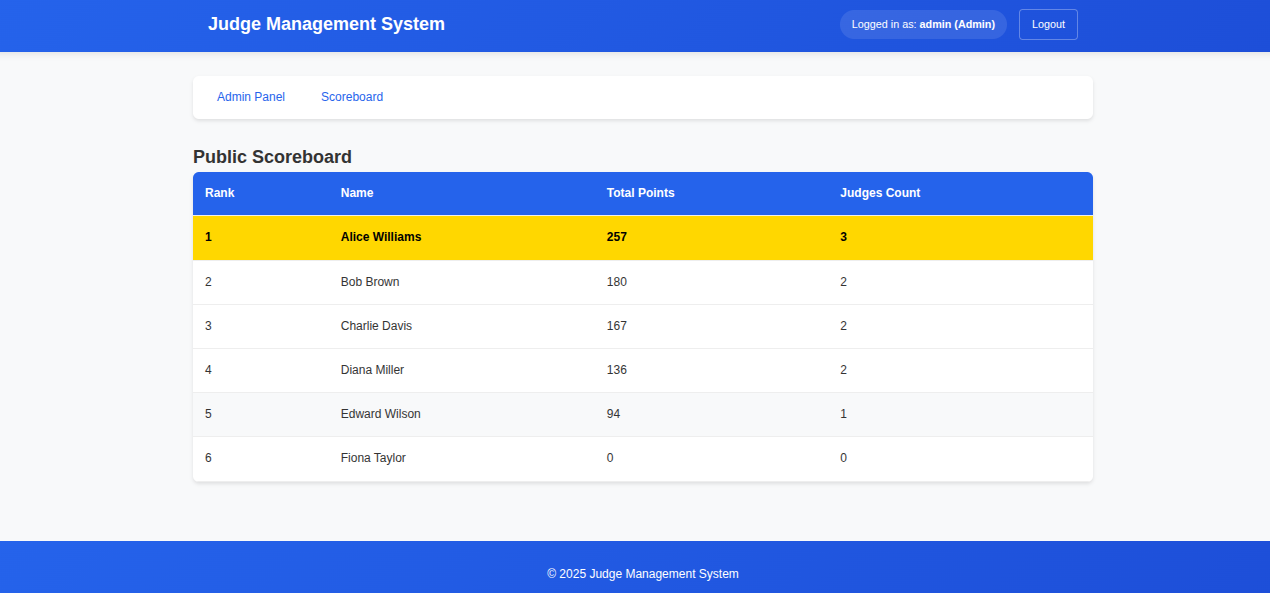 Judge Management System Logged in as: admin (Admin) Logout
Admin Panel Scoreboard
Public Scoreboard
Rank Name Total Points Judges Count
1 Alice Williams 257 3
2 Bob Brown 180 2
3 Charlie Davis 167 2
4 Diana Miller 136 2
5 Edward Wilson 94 1
6 Fiona Taylor 0 0
© 2025 Judge Management System